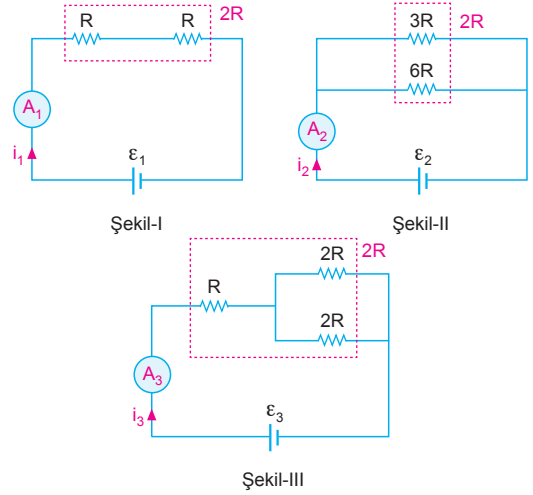 R R 2R
A₁
i₁
ε₁
Şekil-I
3R 2R
6R
A₂
i₂
ε₂
Şekil-II
2R 2R
R
2R
A₃
i₃
ε₃
Şekil-III